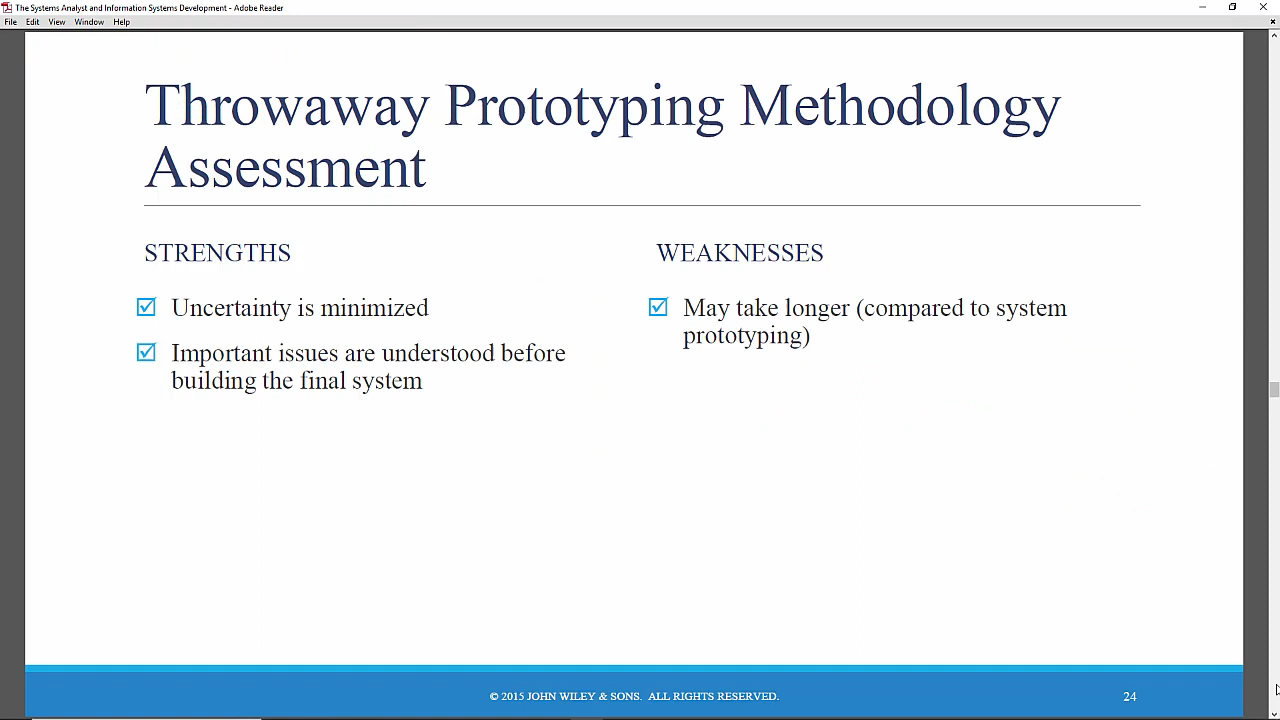 The Systems Analyst and Information Systems Development - Adobe Reader
File Edit View Window Help
Throwaway Prototyping Methodology
Assessment
STRENGTHS
Uncertainty is minimized
Important issues are understood before
building the final system
WEAKNESSES
May take longer (compared to system
prototyping)
© 2015 JOHN WILEY & SONS. ALL RIGHTS RESERVED.
24